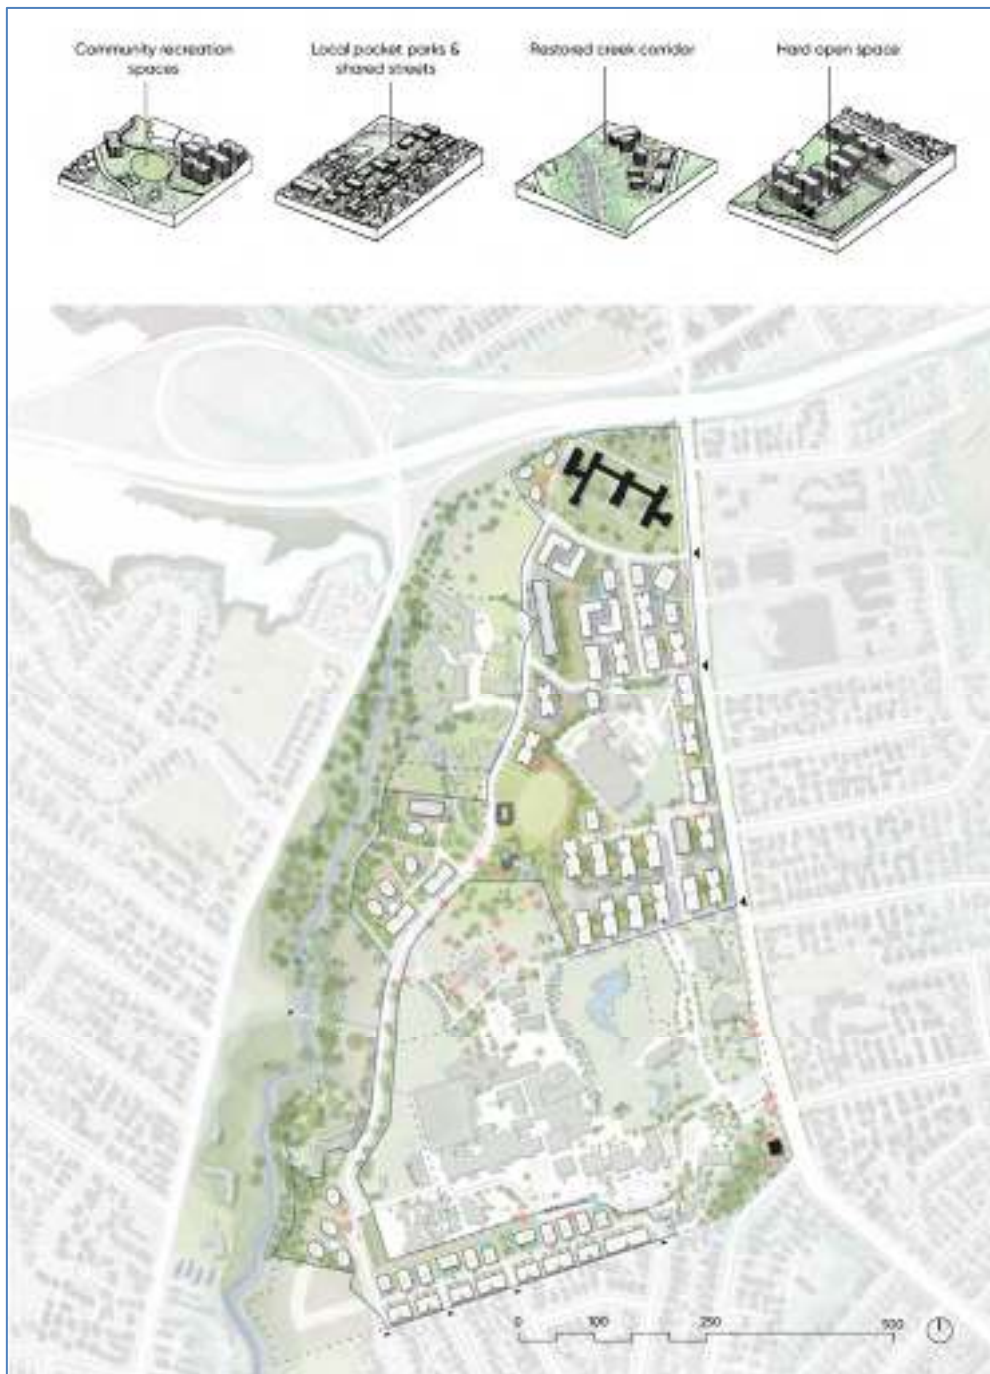 Community recreation
spaces
Local pocket parks &
shared streets
Restored creek corridor
Hard open space
0 100 250 500